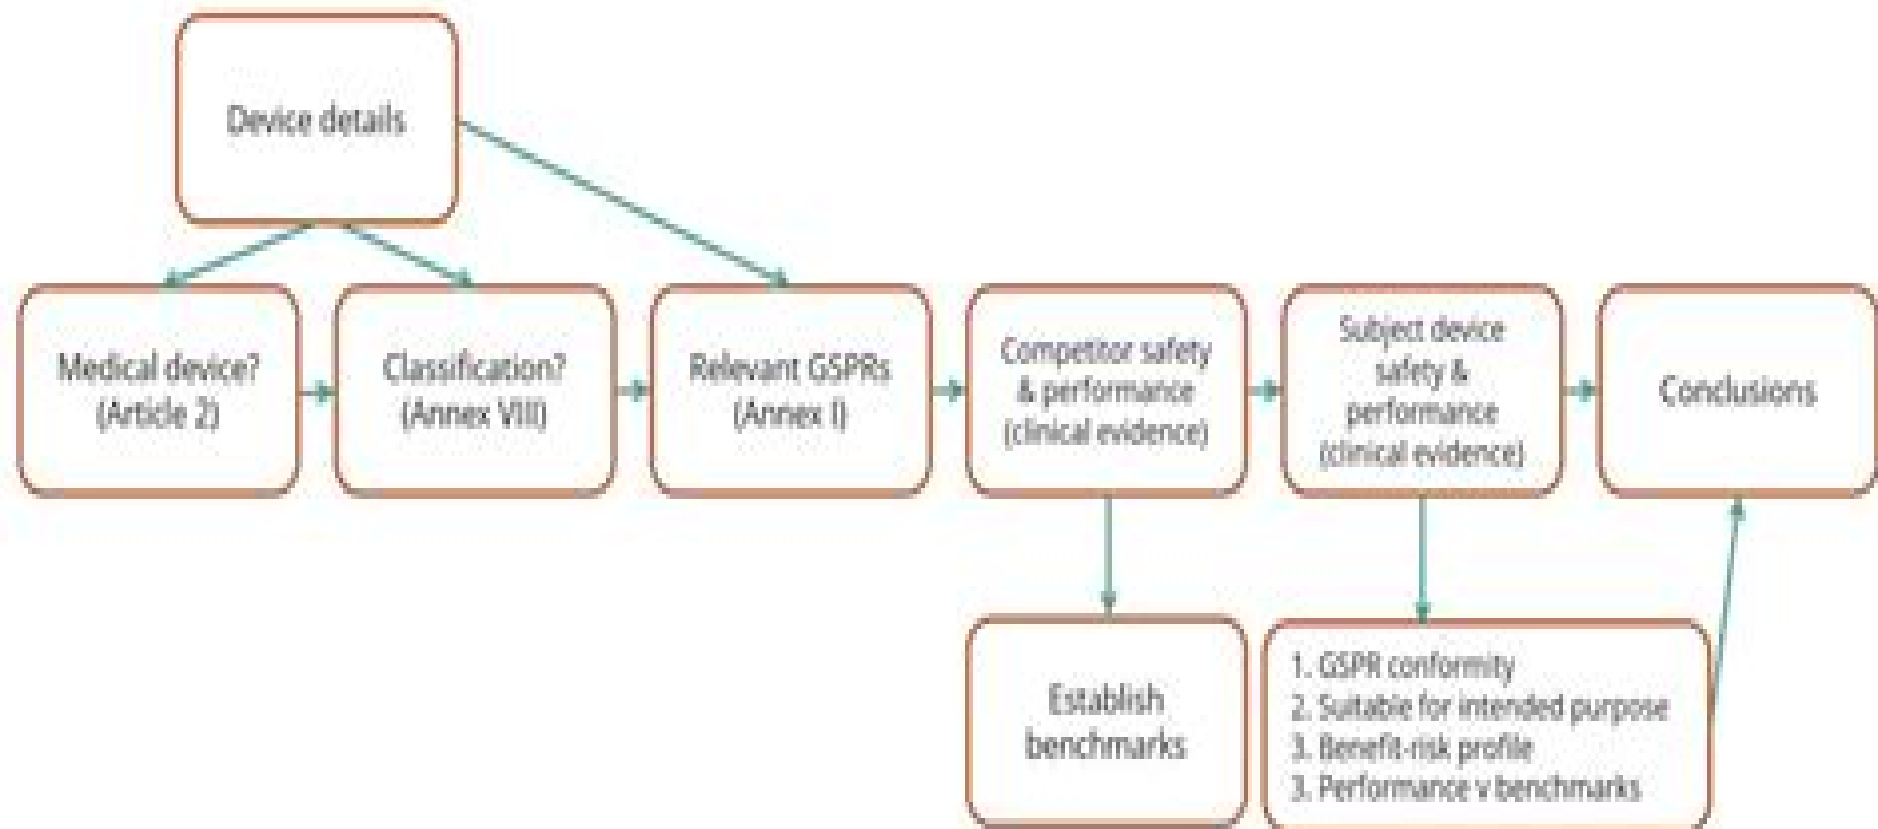 Device details
Medical device?
(Article 2)
Classification?
(Annex VIII)
Relevant GSPRs
(Annex I)
Competitor safety
& performance
(clinical evidence)
Subject device
safety &
performance
(clinical evidence)
Conclusions
Establish
benchmarks
1. GSPR conformity
2. Suitable for intended purpose
3. Benefit-risk profile
3. Performance v benchmarks